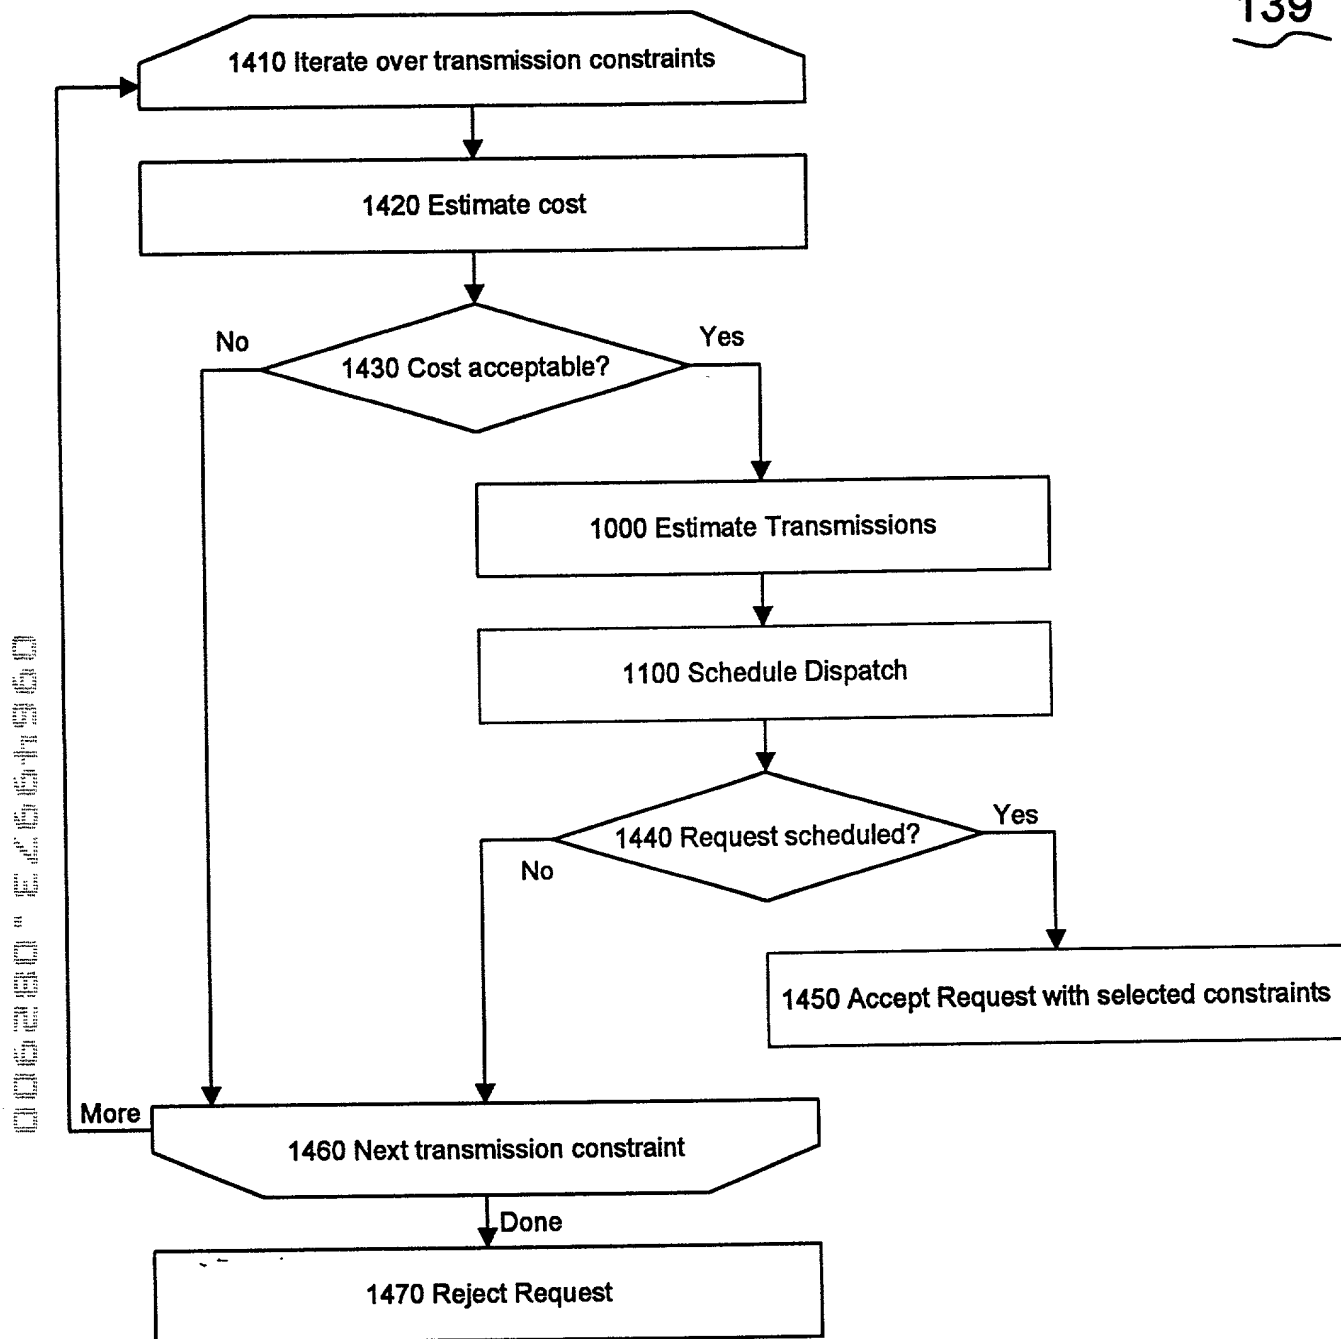 139
1410 Iterate over transmission constraints
1420 Estimate cost
No
Yes
1430 Cost acceptable?
1000 Estimate Transmissions
1100 Schedule Dispatch
1440 Request scheduled?
Yes
No
1450 Accept Request with selected constraints
More
1460 Next transmission constraint
Done
1470 Reject Request